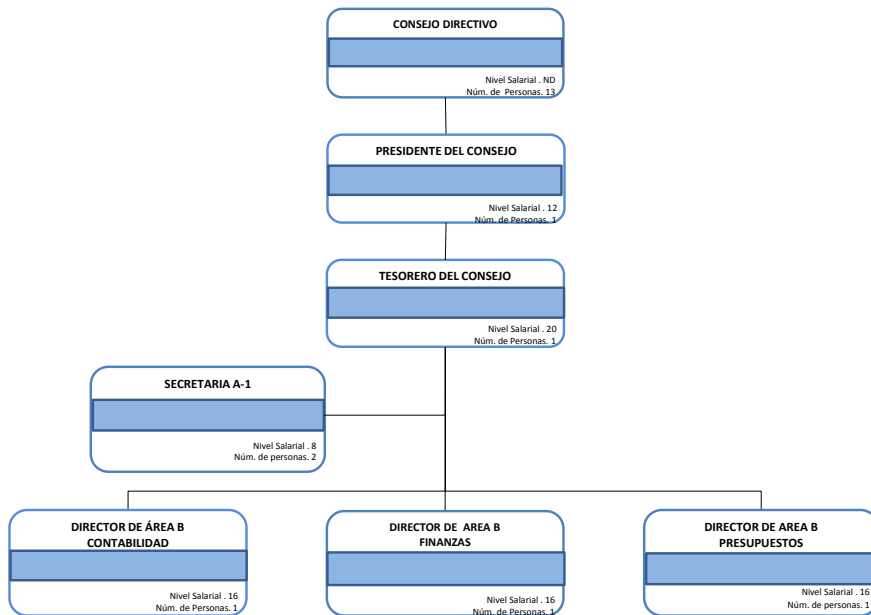 CONSEJO DIRECTIVO
Nivel Salarial . ND
Núm. de Personas. 13
PRESIDENTE DEL CONSEJO
Nivel Salarial . 12
Núm. de Personas. 1
TESORERO DEL CONSEJO
Nivel Salarial . 20
Núm. de Personas. 1
SECRETARIA A-1
Nivel Salarial . 8
Núm. de personas. 2
DIRECTOR DE ÁREA B
CONTABILIDAD
Nivel Salarial . 16
Núm. de Personas. 1
DIRECTOR DE AREA B
FINANZAS
Nivel Salarial . 16
Núm. de Personas. 1
DIRECTOR DE AREA B
PRESUPUESTOS
Nivel Salarial . 16
Núm de personas. 1